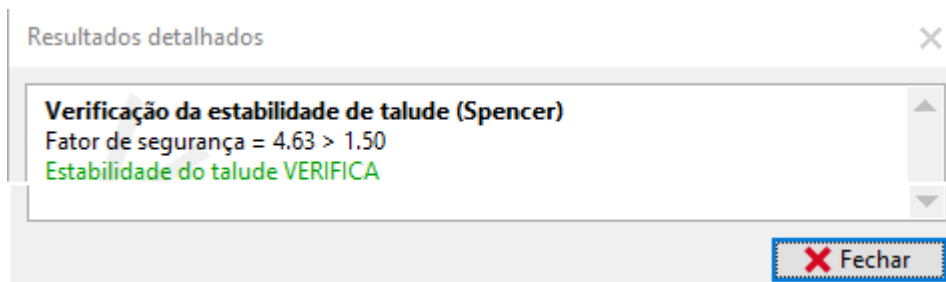 Resultados detalhados
Verificação da estabilidade de talude (Spencer)
Fator de segurança = 4.63 > 1.50
Estabilidade do talude VERIFICA
Fechar